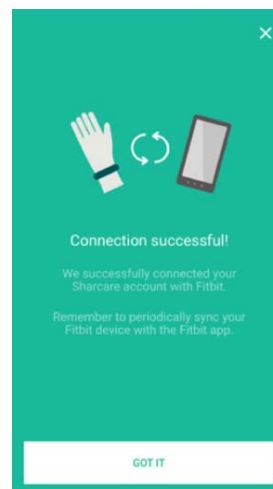 Connection successful!
We successfully connected your
Sharcare account with Fitbit.
Remember to periodically sync your
Fitbit device with the Fitbit app.
GOT IT